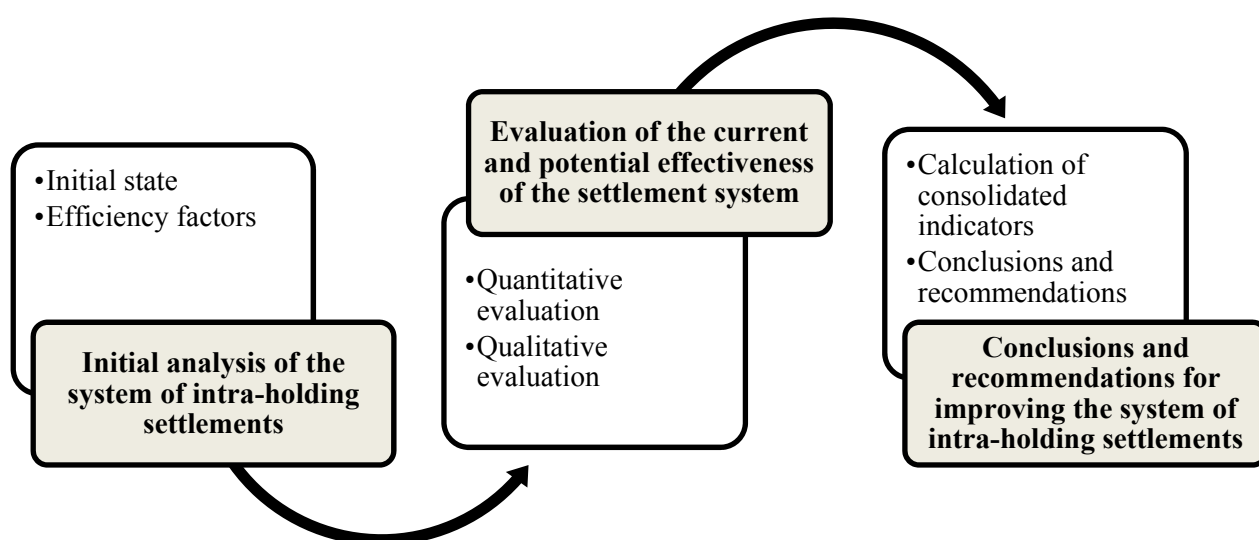 •Initial state
•Efficiency factors
Initial analysis of the
system of intra-holding
settlements
Evaluation of the current
and potential effectiveness
of the settlement system
•Quantitative
evaluation
•Qualitative
evaluation
•Calculation of
consolidated
indicators
•Conclusions and
recommendations
Conclusions and
recommendations for
improving the system of
intra-holding settlements